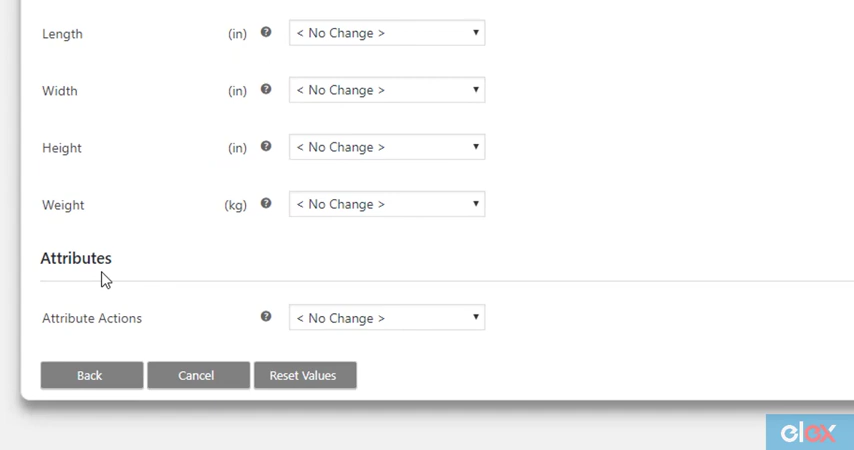 Length (in) ? < No Change >
Width (in) ? < No Change >
Height (in) ? < No Change >
Weight (kg) ? < No Change >
Attributes
Attribute Actions ? < No Change >
Back Cancel Reset Values
elex